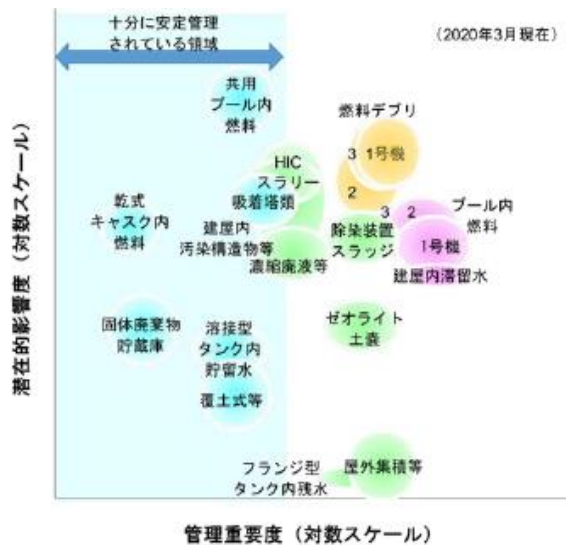 十分に安定管理
されている領域
(2020年3月現在)
共用
プール内
燃料
燃料デブリ
3 1号機
2
HIC
スラリー
吸着塔類
乾式
キャスク内
燃料
建屋内
汚染構造物等
濃縮廃液等
3 2
プール内
燃料
除染装置
スラッジ
1号機
建屋内滞留水
固体廃棄物
貯蔵庫
溶接型
タンク内
貯留水
覆土式等
ゼオライト
土嚢
フランジ型
タンク内残水
屋外集積等
潜在的影響度(対数スケール)
管理重要度(対数スケール)